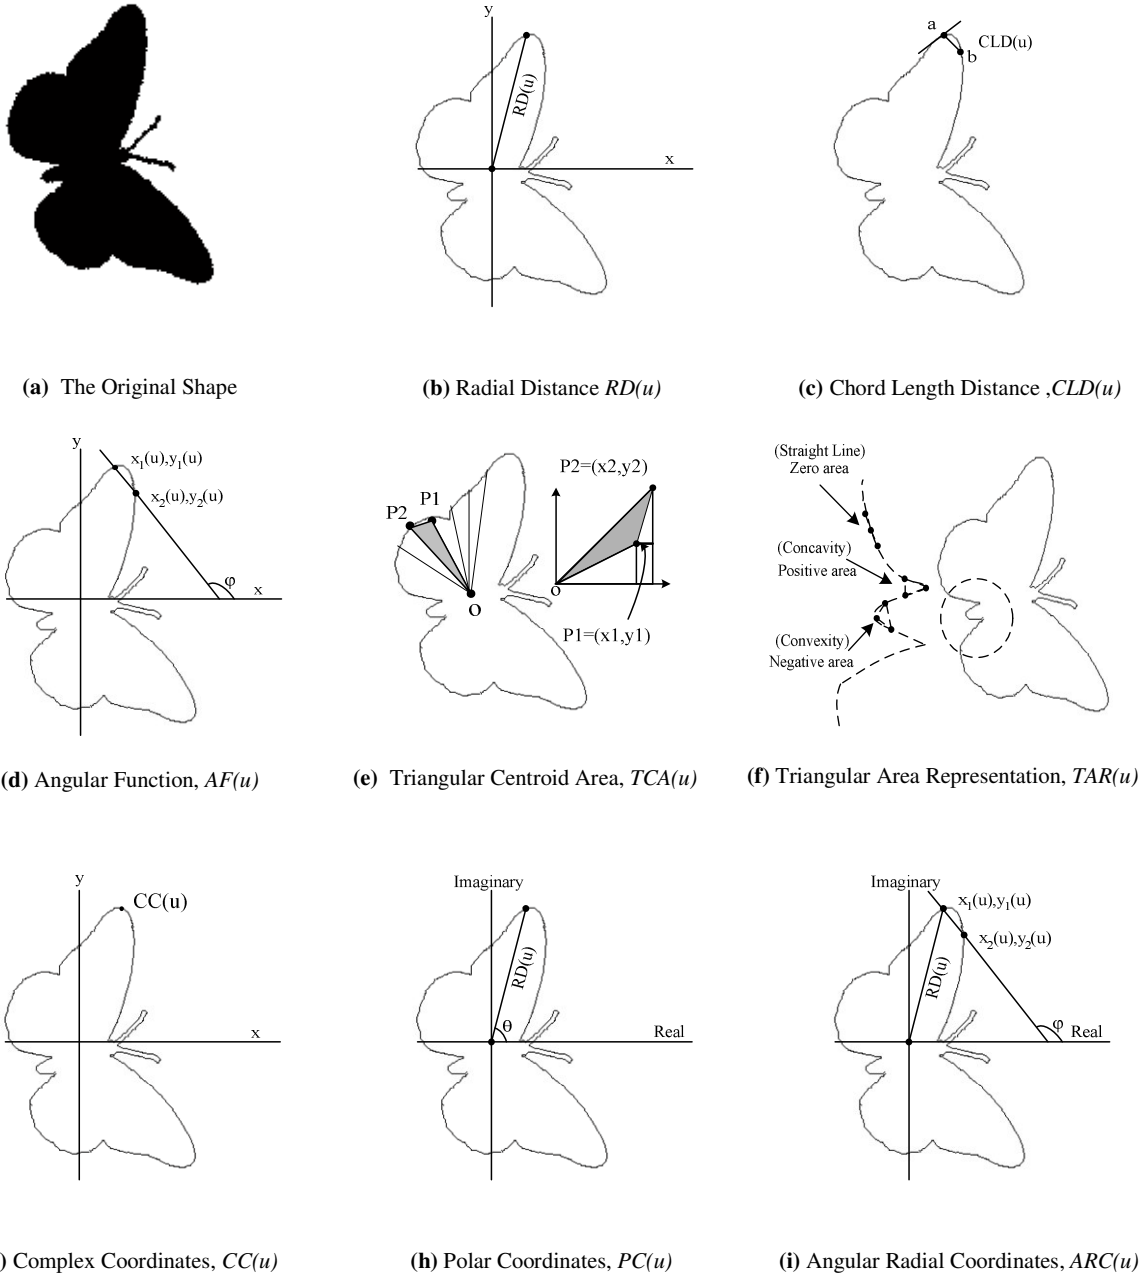 y
RD(u)
x
a
CLD(u)
b
(a) The Original Shape
(b) Radial Distance RD(u)
(c) Chord Length Distance ,CLD(u)
y
x1(u),y1(u)
x2(u),y2(u)
φ
x
P1
P2
o
P2=(x2,y2)
o
P1=(x1,y1)
(Straight Line)
Zero area
(Concavity)
Positive area
(Convexity)
Negative area
(d) Angular Function, AF(u)
(e) Triangular Centroid Area, TCA(u)
(f) Triangular Area Representation, TAR(u)
y
CC(u)
x
Imaginary
RD(u)
θ
Real
Imaginary
x1(u),y1(u)
x2(u),y2(u)
RD(u)
φ
Real
) Complex Coordinates, CC(u)
(h) Polar Coordinates, PC(u)
(i) Angular Radial Coordinates, ARC(u)